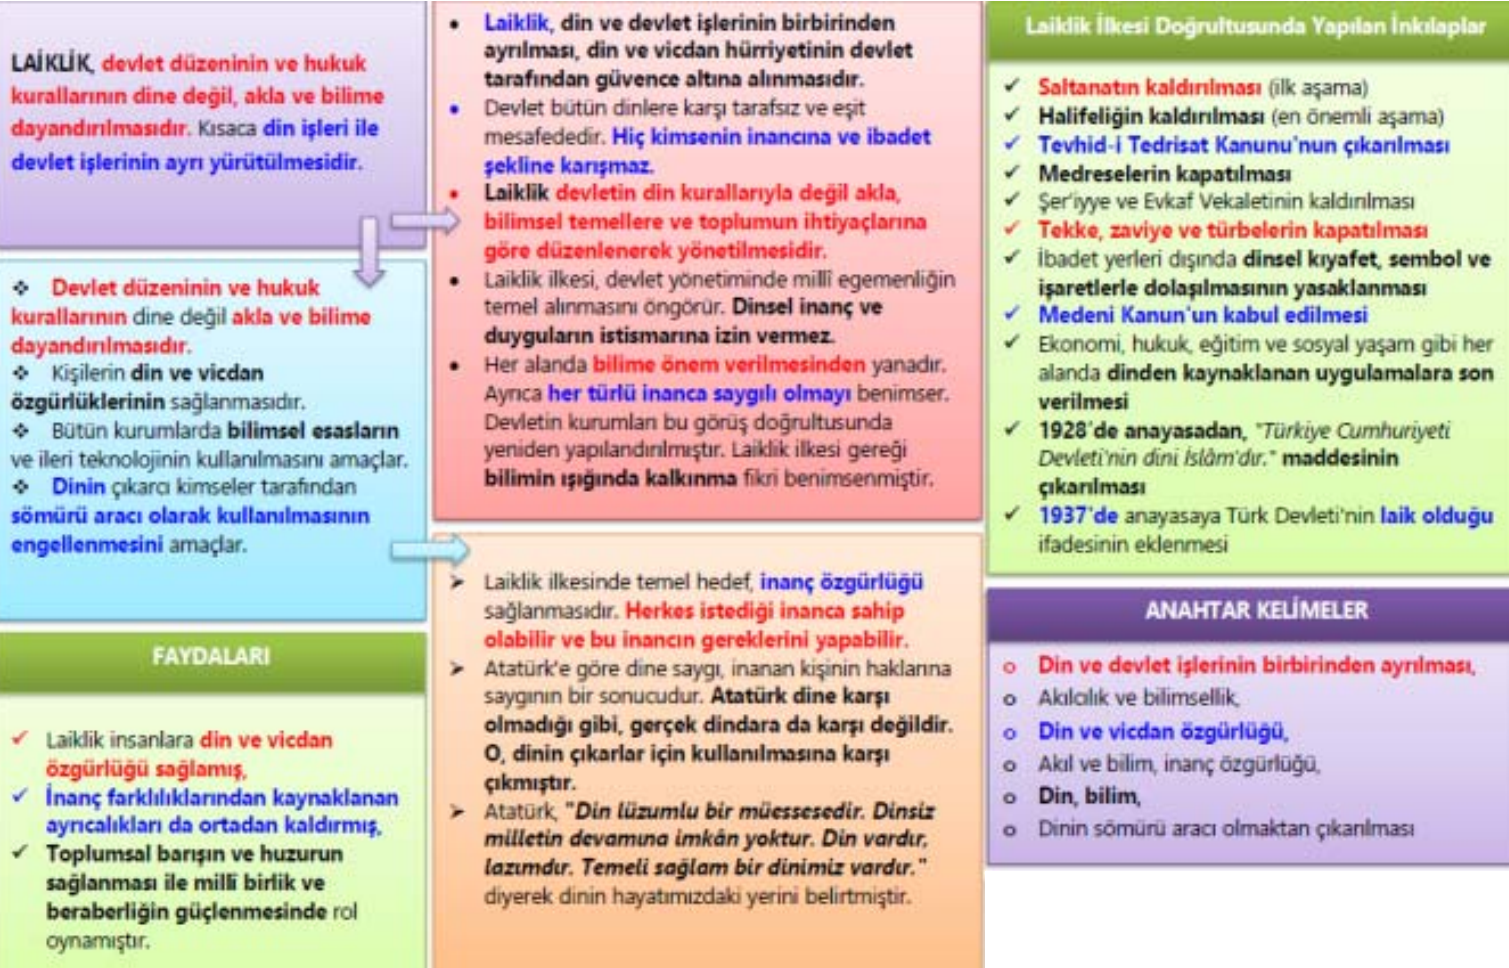 LAİKLİK, devlet düzeninin ve hukuk
kurallarının dine değil, akla ve bilime
dayandırılmasıdır. Kısaca din işleri ile
devlet işlerinin ayrı yürütülmesidir.
❖ Devlet düzeninin ve hukuk
kurallarının dine değil akla ve bilime
dayandırılmasıdır.
❖ Kişilerin din ve vicdan
özgürlüklerinin sağlanmasıdır.
❖ Bütün kurumlarda bilimsel esasların
ve ileri teknolojinin kullanılmasını amaçlar.
❖ Dinin çıkarcı kimseler tarafından
sömürü aracı olarak kullanılmasının
engellenmesini amaçlar.
FAYDALARI
✓ Laiklik insanlara din ve vicdan
özgürlüğü sağlamış,
✓ İnanç farklılıklarından kaynaklanan
ayrıcalıkları da ortadan kaldırmış,
✓ Toplumsal barışın ve huzurun
sağlanması ile millî birlik ve
beraberliğin güçlenmesinde rol
oynamıştır.
• Laiklik, din ve devlet işlerinin birbirinden
ayrılması, din ve vicdan hürriyetinin devlet
tarafından güvence altına alınmasıdır.
• Devlet bütün dinlere karşı tarafsız ve eşit
mesafededir. Hiç kimsenin inancına ve ibadet
şekline karışmaz.
• Laiklik devletin din kurallarıyla değil akla,
bilimsel temellere ve toplumun ihtiyaçlarına
göre düzenlenerek yönetilmesidir.
• Laiklik ilkesi, devlet yönetiminde millî egemenliğin
temel alınmasını öngörür. Dinsel inanç ve
duyguların istismarına izin vermez.
• Her alanda bilime önem verilmesinden yanadır.
Ayrıca her türlü inanca saygılı olmayı benimser.
Devletin kurumları bu görüş doğrultusunda
yeniden yapılandırılmıştır. Laiklik ilkesi gereği
bilimin ışığında kalkınma fikri benimsenmiştir.
➤ Laiklik ilkesinde temel hedef, inanç özgürlüğü
sağlanmasıdır. Herkes istediği inanca sahip
olabilir ve bu inancın gereklerini yapabilir.
➤ Atatürk'e göre dine saygı, inanan kişinin haklarına
saygının bir sonucudur. Atatürk dine karşı
olmadığı gibi, gerçek dindara da karşı değildir.
O, dinin çıkarlar için kullanılmasına karşı
çıkmıştır.
➤ Atatürk, "Din lüzumlu bir müessesedir. Dinsiz
milletin devamına imkân yoktur. Din vardır,
lazımdır. Temeli sağlam bir dinimiz vardır."
diyerek dinin hayatımızdaki yerini belirtmiştir.
Laiklik İlkesi Doğrultusunda Yapılan İnkılaplar
✓ Saltanatın kaldırılması (ilk aşama)
✓ Halifeliğin kaldırılması (en önemli aşama)
✓ Tevhid-i Tedrisat Kanunu'nun çıkarılması
✓ Medreselerin kapatılması
✓ Şer'iyye ve Evkaf Vekaletinin kaldırılması
✓ Tekke, zaviye ve türbelerin kapatılması
✓ İbadet yerleri dışında dinsel kıyafet, sembol ve
işaretlerle dolaşılmasının yasaklanması
✓ Medeni Kanun'un kabul edilmesi
✓ Ekonomi, hukuk, eğitim ve sosyal yaşam gibi her
alanda dinden kaynaklanan uygulamalara son
verilmesi
✓ 1928'de anayasadan, "Türkiye Cumhuriyeti
Devleti'nin dini İslâm'dır." maddesinin
çıkarılması
✓ 1937'de anayasaya Türk Devleti'nin laik olduğu
ifadesinin eklenmesi
ANAHTAR KELİMELER
o Din ve devlet işlerinin birbirinden ayrılması,
o Akılcılık ve bilimsellik,
o Din ve vicdan özgürlüğü,
o Akıl ve bilim, inanç özgürlüğü,
o Din, bilim,
o Dinin sömürü aracı olmaktan çıkarılması